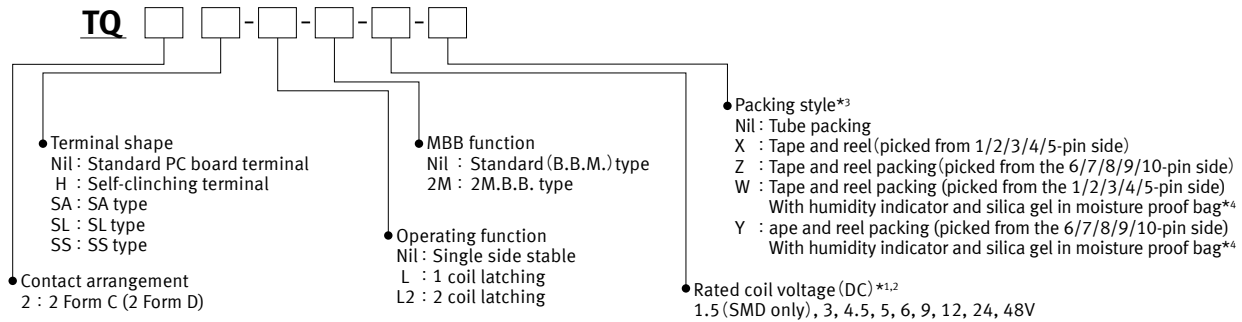 TQ - - - -
Packing style*3
Nil : Tube packing
X : Tape and reel (picked from 1/2/3/4/5-pin side)
Z : Tape and reel packing (picked from the 6/7/8/9/10-pin side)
W : Tape and reel packing (picked from the 1/2/3/4/5-pin side)
With humidity indicator and silica gel in moisture proof bag*4
Y : ape and reel packing (picked from the 6/7/8/9/10-pin side)
With humidity indicator and silica gel in moisture proof bag*4
Terminal shape
Nil : Standard PC board terminal
H : Self-clinching terminal
SA : SA type
SL : SL type
SS : SS type
MBB function
Nil : Standard (B.B.M.) type
2M : 2M.B.B. type
Operating function
Nil : Single side stable
L : 1 coil latching
L2 : 2 coil latching
Contact arrangement
2 : 2 Form C (2 Form D)
Rated coil voltage (DC) *1,2
1.5 (SMD only), 3, 4.5, 5, 6, 9, 12, 24, 48V